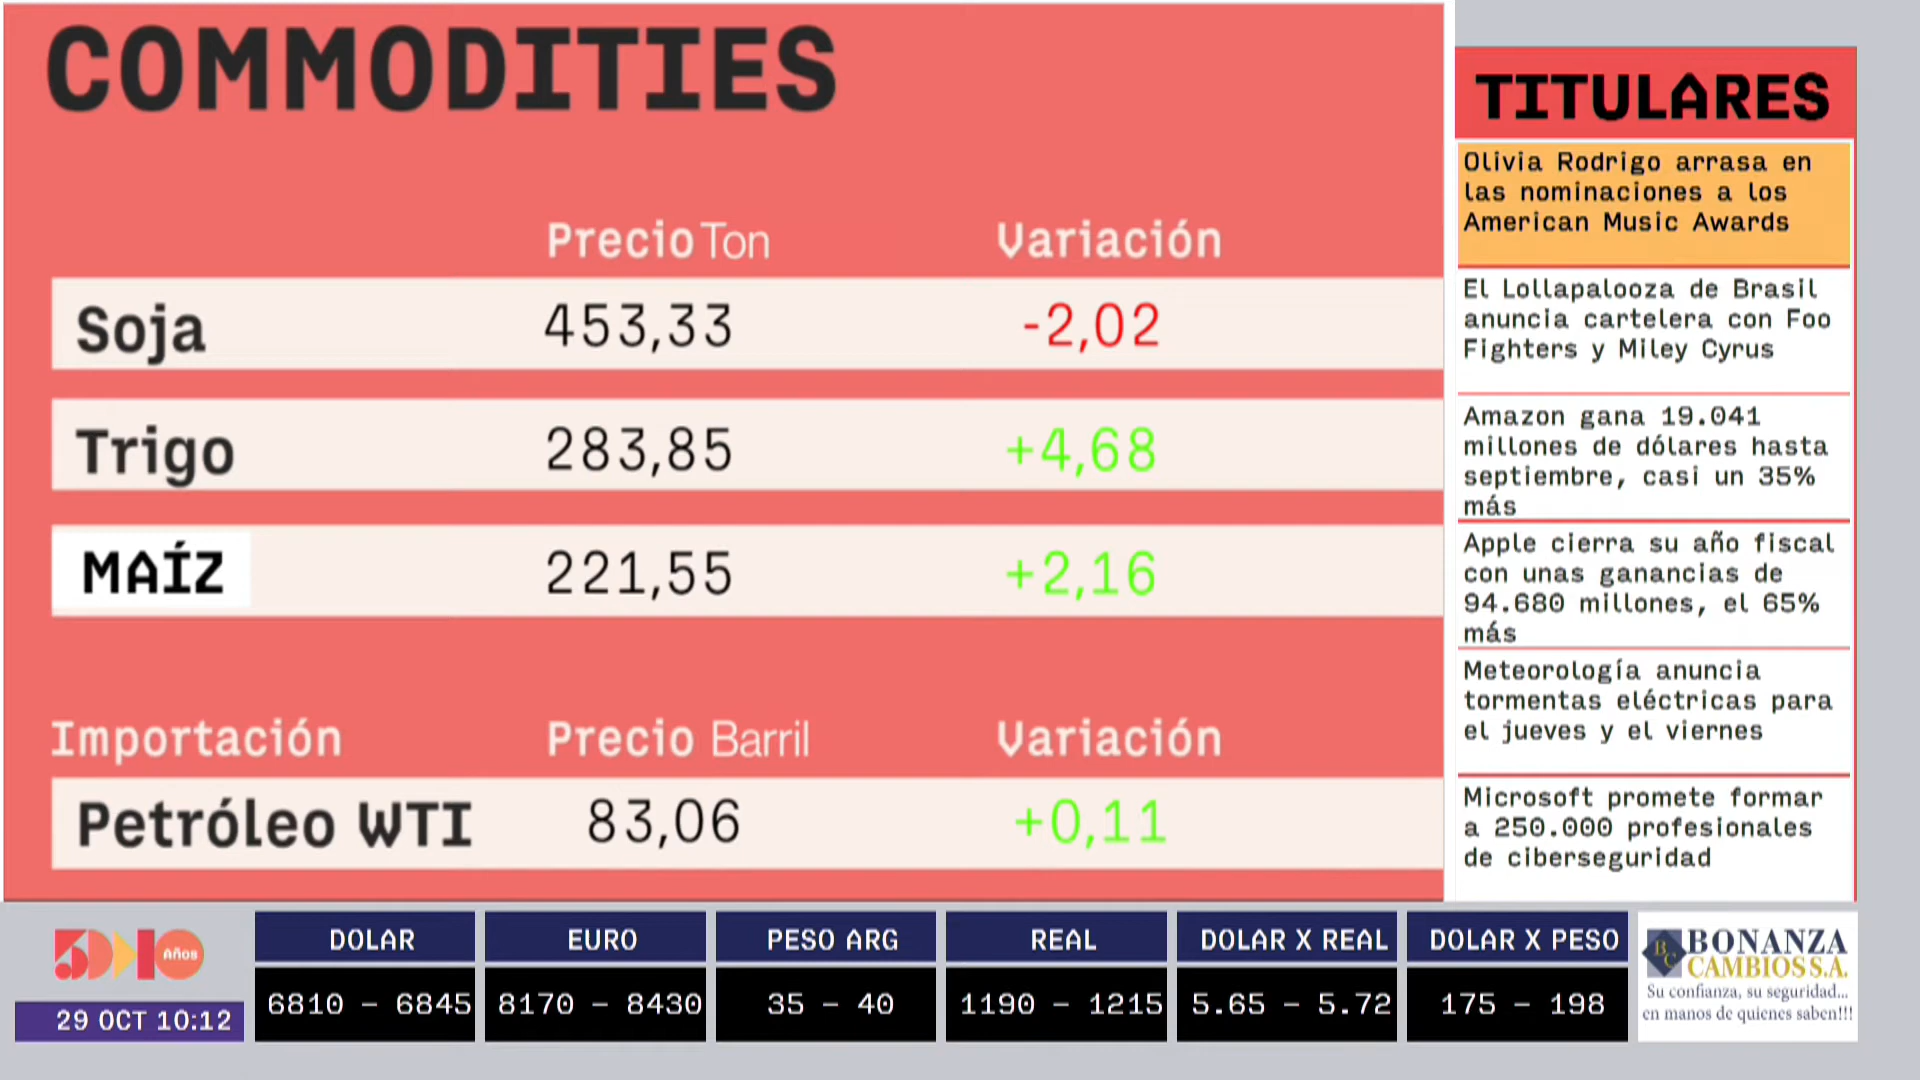 COMMODITIES
Precio Ton Variación
Soja 453,33 -2,02
Trigo 283,85 +4,68
MAÍZ 221,55 +2,16
Importación Precio Barril Variación
Petróleo WTI 83,06 +0,11
TITULARES
Olivia Rodrigo arrasa en
las nominaciones a los
American Music Awards
El Lollapalooza de Brasil
anuncia cartelera con Foo
Fighters y Miley Cyrus
Amazon gana 19.041
millones de dólares hasta
septiembre, casi un 35%
más
Apple cierra su año fiscal
con unas ganancias de
94.680 millones, el 65%
más
Meteorología anuncia
tormentas eléctricas para
el jueves y el viernes
Microsoft promete formar
a 250.000 profesionales
de ciberseguridad
5 Años
29 OCT 10:12
DOLAR EURO PESO ARG REAL DOLAR X REAL DOLAR X PESO
6810 - 6845 8170 - 8430 35 - 40 1190 - 1215 5.65 - 5.72 175 - 198
BC BONANZA
CAMBIOS S.A.
Su confianza, su seguridad...
en manos de quienes saben!!!